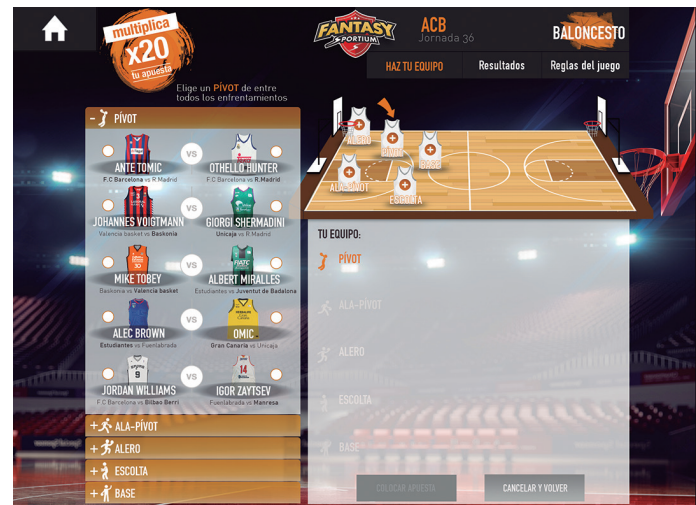 multiplica
x20
tu apuesta
FANTASY
SPORTIUM
ACB
Jornada 36
BALONCESTO
HAZ TU EQUIPO
Resultados
Reglas del juego
Elige un PÍVOT de entre
todos los enfrentamientos
- PÍVOT
ANTE TOMIC
F.C Barcelona vs R.Madrid
VS
OTHELLO HUNTER
F.C Barcelona vs R.Madrid
JOHANNES VOIGTMANN
Valencia basket vs Baskonia
VS
GIORGI SHERMADINI
Unicaja vs R.Madrid
MIKE TOBEY
Baskonia vs Valencia basket
VS
ALBERT MIRALLES
Estudiantes vs Joventut de Badalona
ALEC BROWN
Estudiantes vs Fuenlabrada
VS
OMIC
Gran Canaria vs Unicaja
9
JORDAN WILLIAMS
F.C Barcelona vs Bilbao Berri
VS
14
IGOR ZAYTSEV
Fuenlabrada vs Manresa
+ ALA-PÍVOT
+ ALERO
+ ESCOLTA
+ BASE
ALERO
PÍVOT
BASE
ALA-PÍVOT
ESCOLTA
TU EQUIPO:
PÍVOT
ALA-PÍVOT
ALERO
ESCOLTA
BASE
COLOCAR APUESTA
CANCELAR Y VOLVER